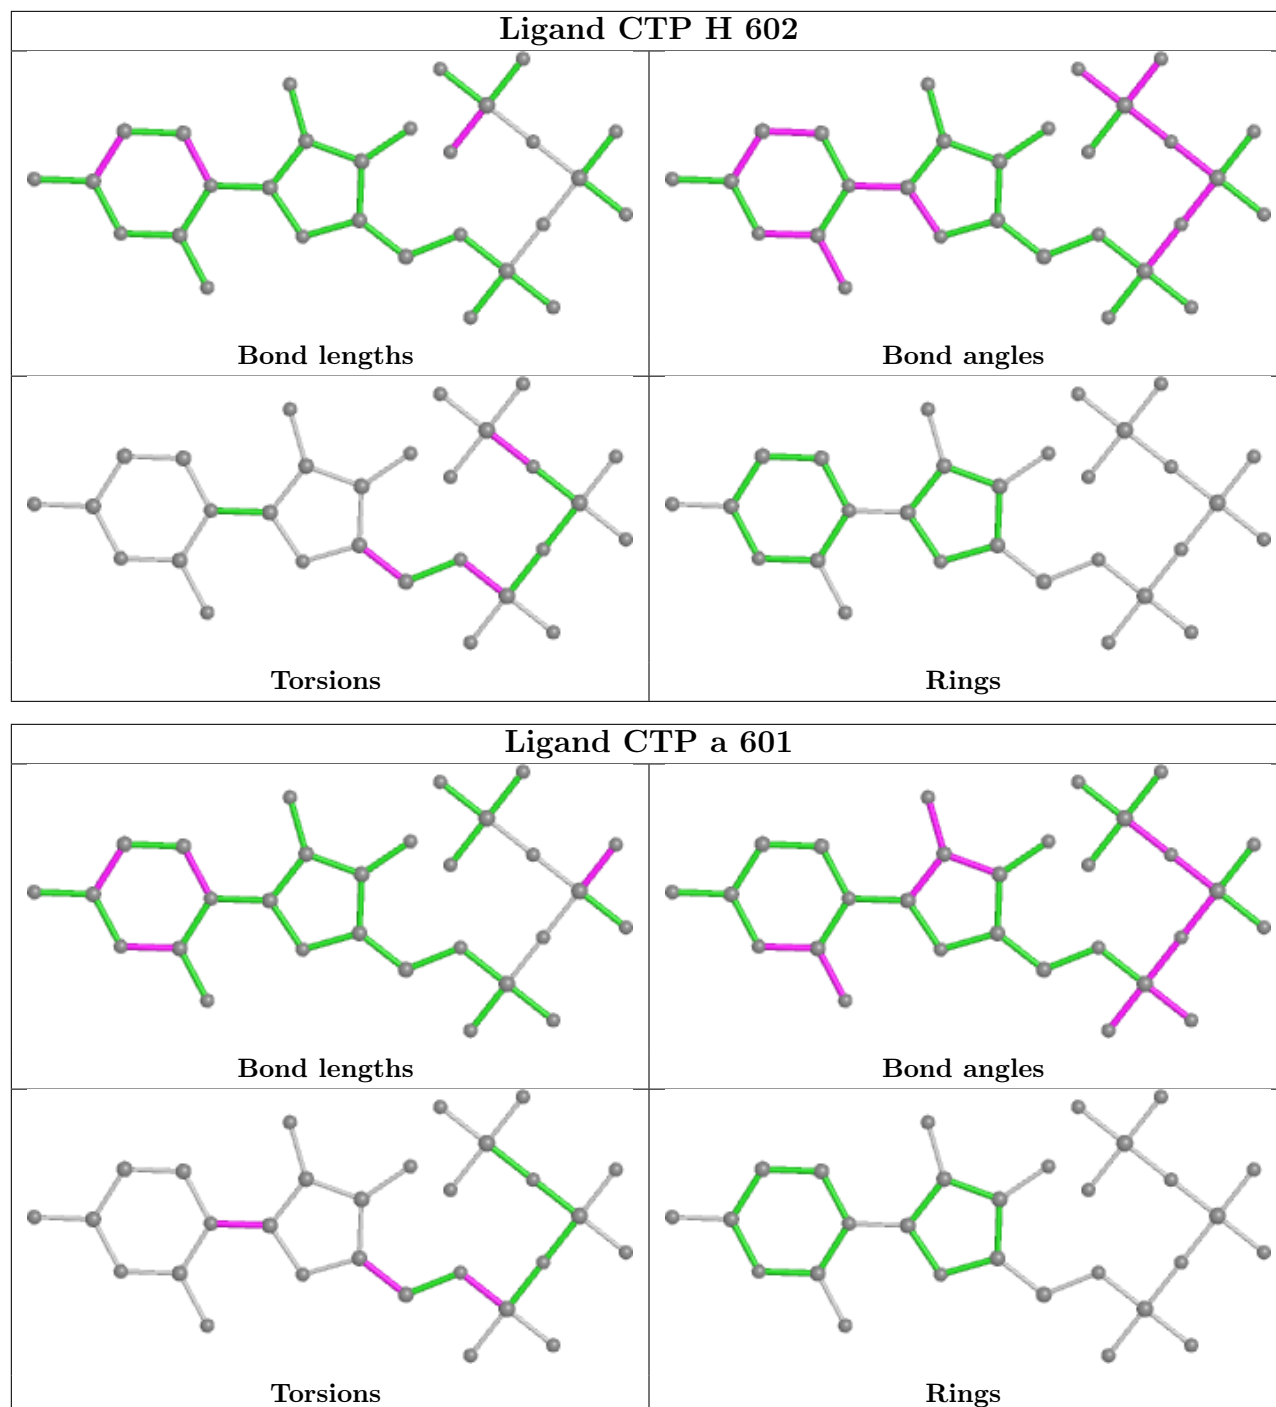 Ligand CTP H 602
Bond lengths
Bond angles
Torsions
Rings
Ligand CTP a 601
Bond lengths
Bond angles
Torsions
Rings